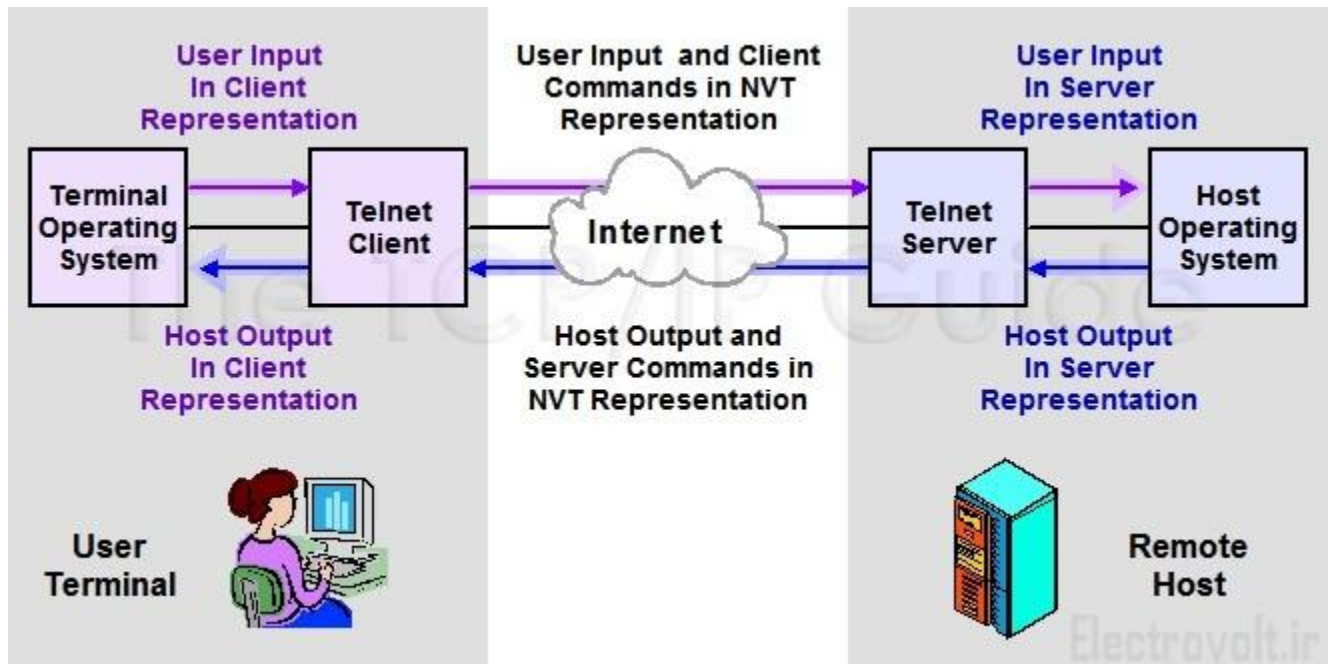 User Input
In Client
Representation
User Input and Client
Commands in NVT
Representation
User Input
In Server
Representation
Terminal
Operating
System
Telnet
Client
Internet
Telnet
Server
Host
Operating
System
The TCP/IP Guide
Host Output
In Client
Representation
Host Output and
Server Commands in
NVT Representation
Host Output
In Server
Representation
User
Terminal
Remote
Host
Electrovolt.ir